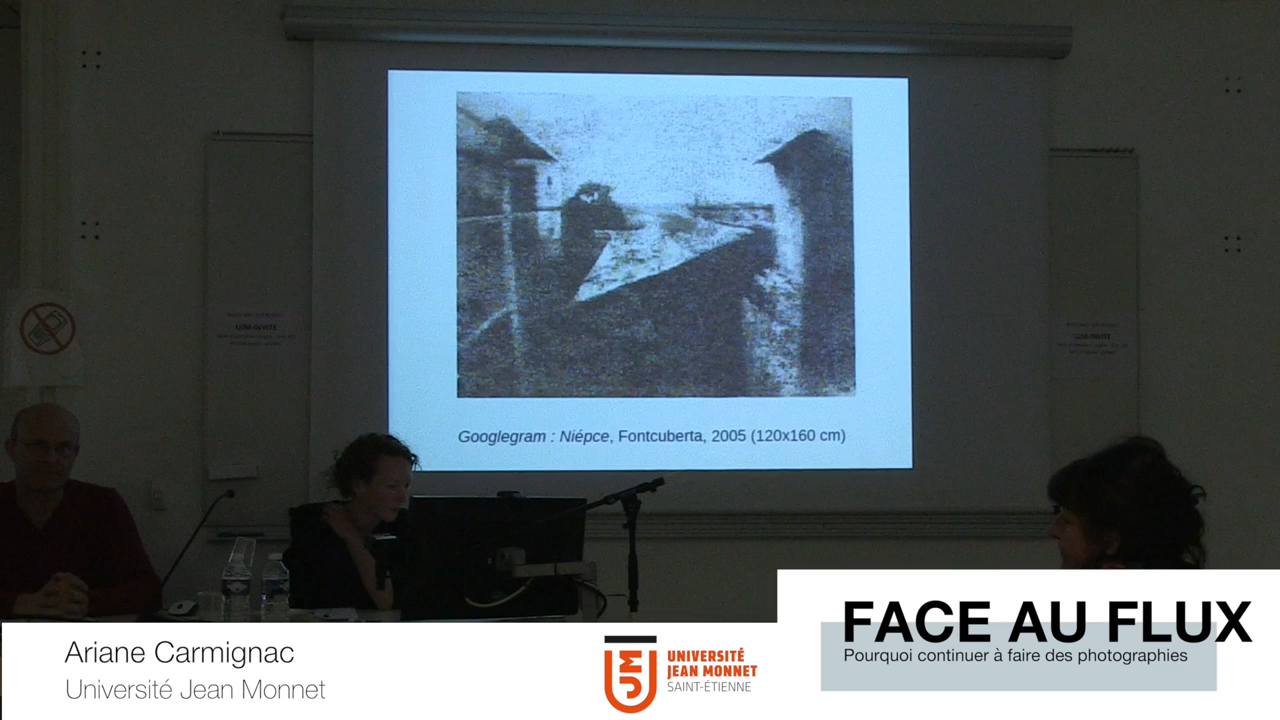 Googlegram : Niépce, Fontcuberta, 2005 (120x160 cm)
FACE AU FLUX
Pourquoi continuer à faire des photographies
Ariane Carmignac
Université Jean Monnet
UNIVERSITÉ
JEAN MONNET
SAINT-ÉTIENNE